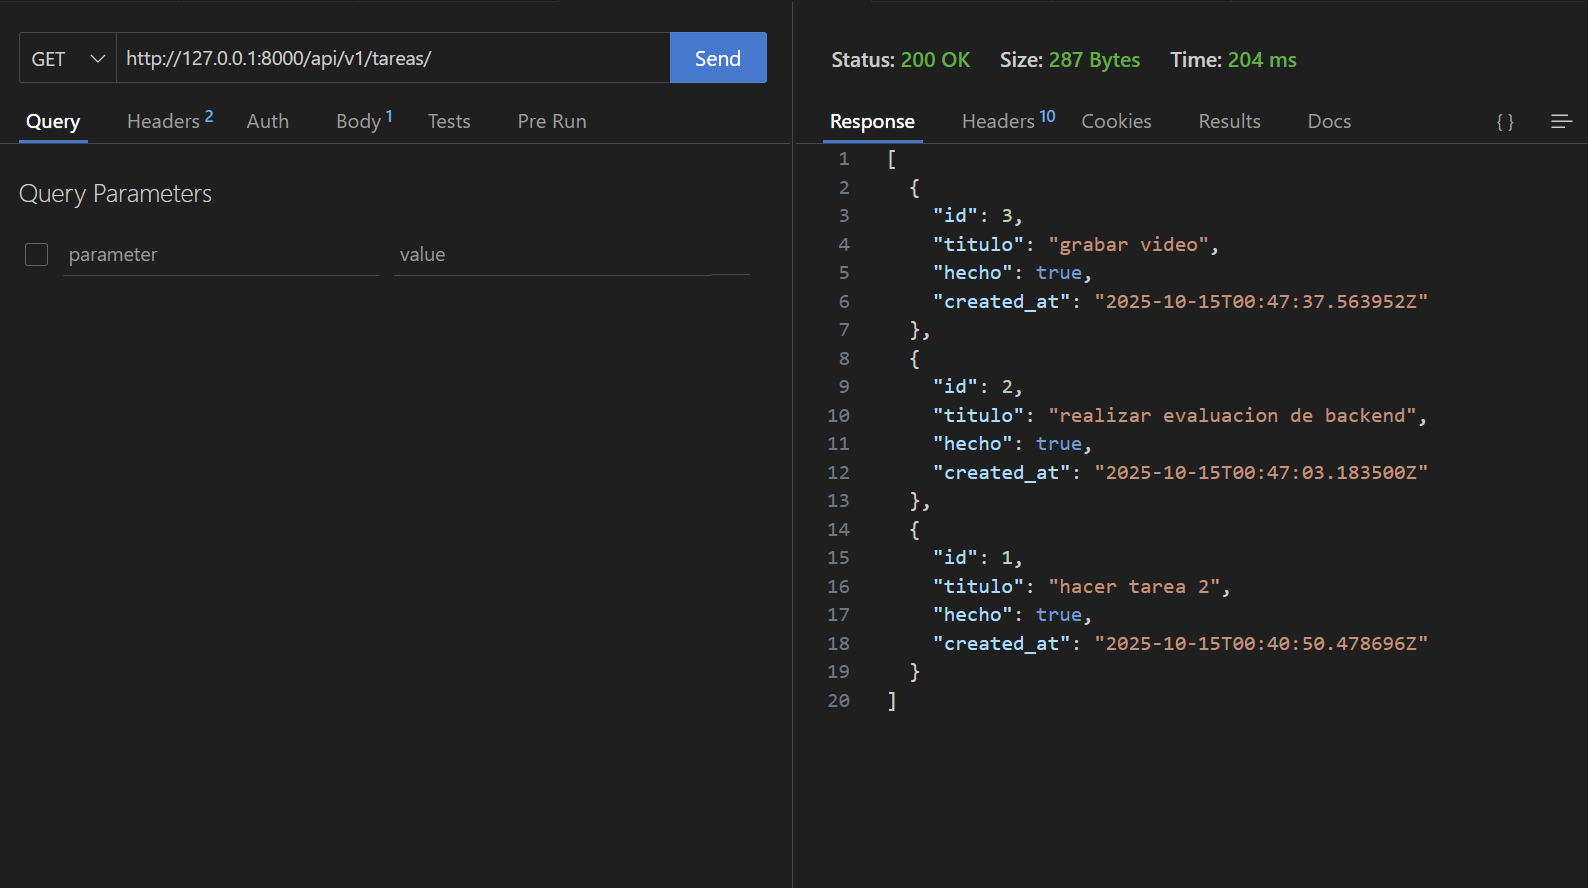 GET http://127.0.0.1:8000/api/v1/tareas/ Send
Query Headers 2 Auth Body 1 Tests Pre Run
Query Parameters
parameter value
Status: 200 OK Size: 287 Bytes Time: 204 ms
Response Headers 10 Cookies Results Docs { }
1 [
2 {
3 "id": 3,
4 "titulo": "grabar video",
5 "hecho": true,
6 "created_at": "2025-10-15T00:47:37.563952Z"
7 },
8 {
9 "id": 2,
10 "titulo": "realizar evaluacion de backend",
11 "hecho": true,
12 "created_at": "2025-10-15T00:47:03.183500Z"
13 },
14 {
15 "id": 1,
16 "titulo": "hacer tarea 2",
17 "hecho": true,
18 "created_at": "2025-10-15T00:40:50.478696Z"
19 }
20 ]